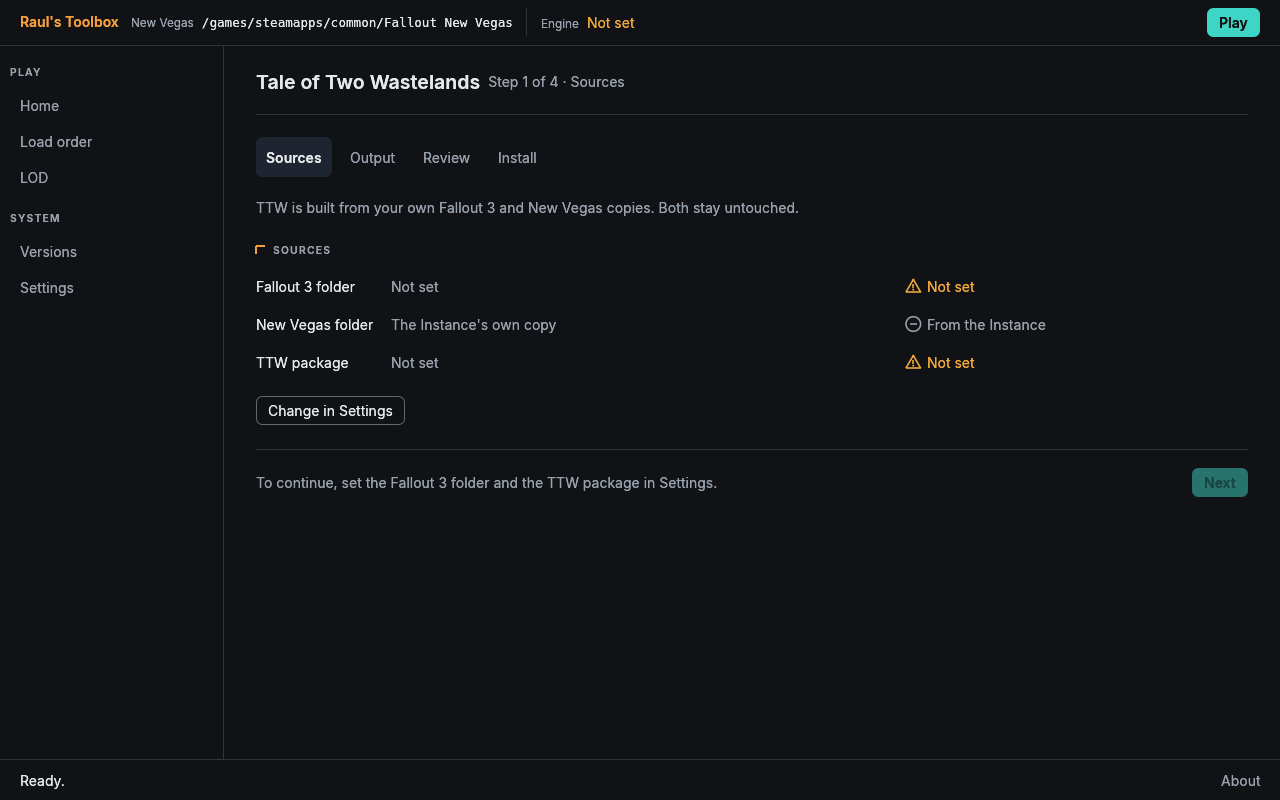 Raul's Toolbox New Vegas /games/steamapps/common/Fallout New Vegas Engine Not set Play
PLAY
Home
Load order
LOD
SYSTEM
Versions
Settings
Tale of Two Wastelands Step 1 of 4 · Sources
Sources Output Review Install
TTW is built from your own Fallout 3 and New Vegas copies. Both stay untouched.
SOURCES
Fallout 3 folder Not set Not set
New Vegas folder The Instance's own copy From the Instance
TTW package Not set Not set
Change in Settings
To continue, set the Fallout 3 folder and the TTW package in Settings. Next
Ready. About